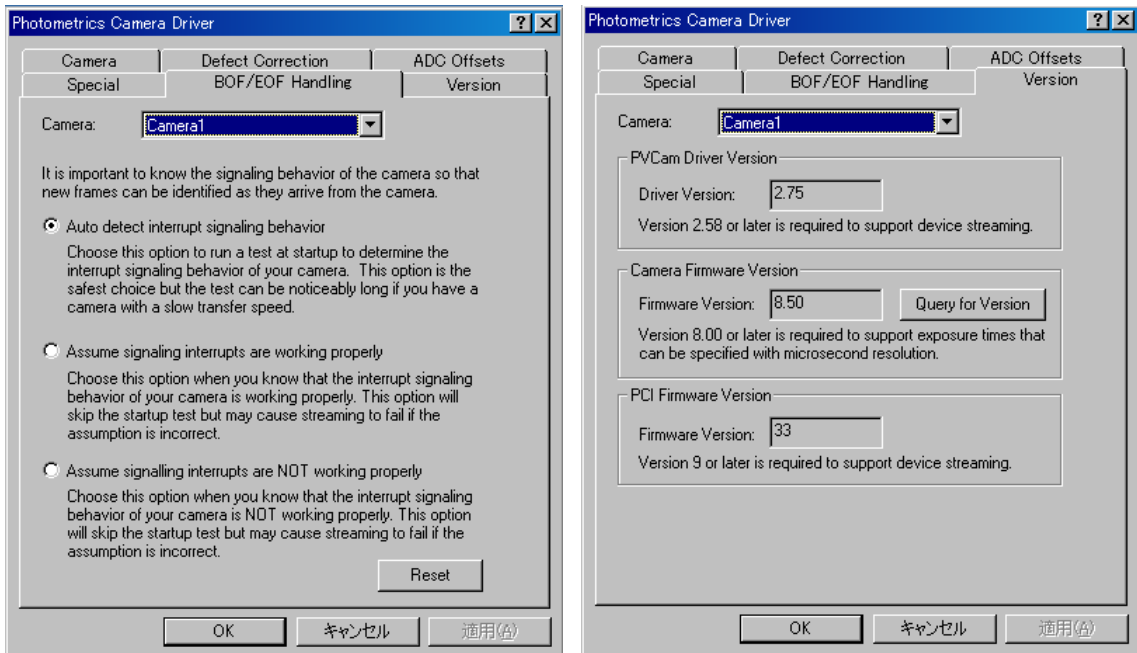 Photometrics Camera Driver
Camera Defect Correction ADC Offsets
Special BOF/EOF Handling Version
Camera: Camera1
It is important to know the signaling behavior of the camera so that
new frames can be identified as they arrive from the camera.
Auto detect interrupt signaling behavior
Choose this option to run a test at startup to determine the
interrupt signaling behavior of your camera. This option is the
safest choice but the test can be noticeably long if you have a
camera with a slow transfer speed.
Assume signaling interrupts are working properly
Choose this option when you know that the interrupt signaling
behavior of your camera is working properly. This option will
skip the startup test but may cause streaming to fail if the
assumption is incorrect.
Assume signalling interrupts are NOT working properly
Choose this option when you know that the interrupt signaling
behavior of your camera is NOT working properly. This option
will skip the startup test but may cause streaming to fail if the
assumption is incorrect.
Reset
OK キャンセル 適用(A)
Photometrics Camera Driver
Camera Defect Correction ADC Offsets
Special BOF/EOF Handling Version
Camera: Camera1
PVCam Driver Version
Driver Version: 2.75
Version 2.58 or later is required to support device streaming.
Camera Firmware Version
Firmware Version: 8.50 Query for Version
Version 8.00 or later is required to support exposure times that
can be specified with microsecond resolution.
PCI Firmware Version
Firmware Version: 33
Version 9 or later is required to support device streaming.
OK キャンセル 適用(A)